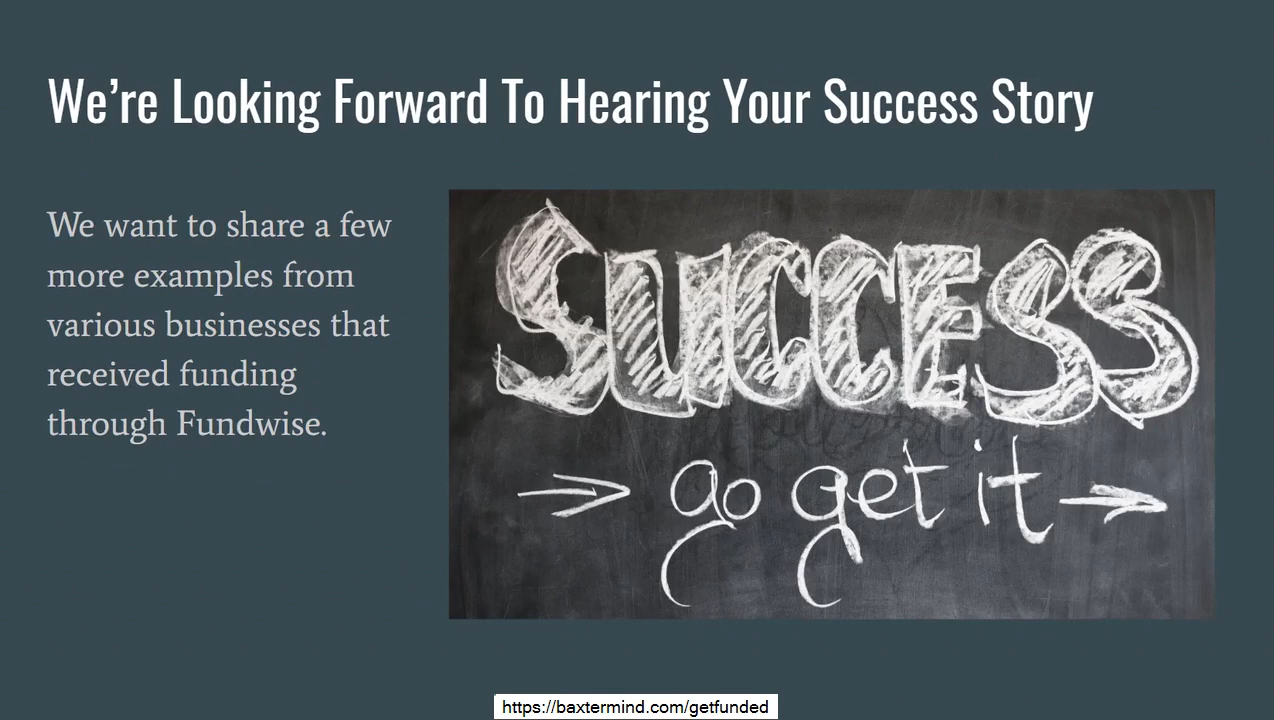 We’re Looking Forward To Hearing Your Success Story
We want to share a few
more examples from
various businesses that
received funding
through Fundwise.
SUCCESS
go get it
https://baxtermind.com/getfunded